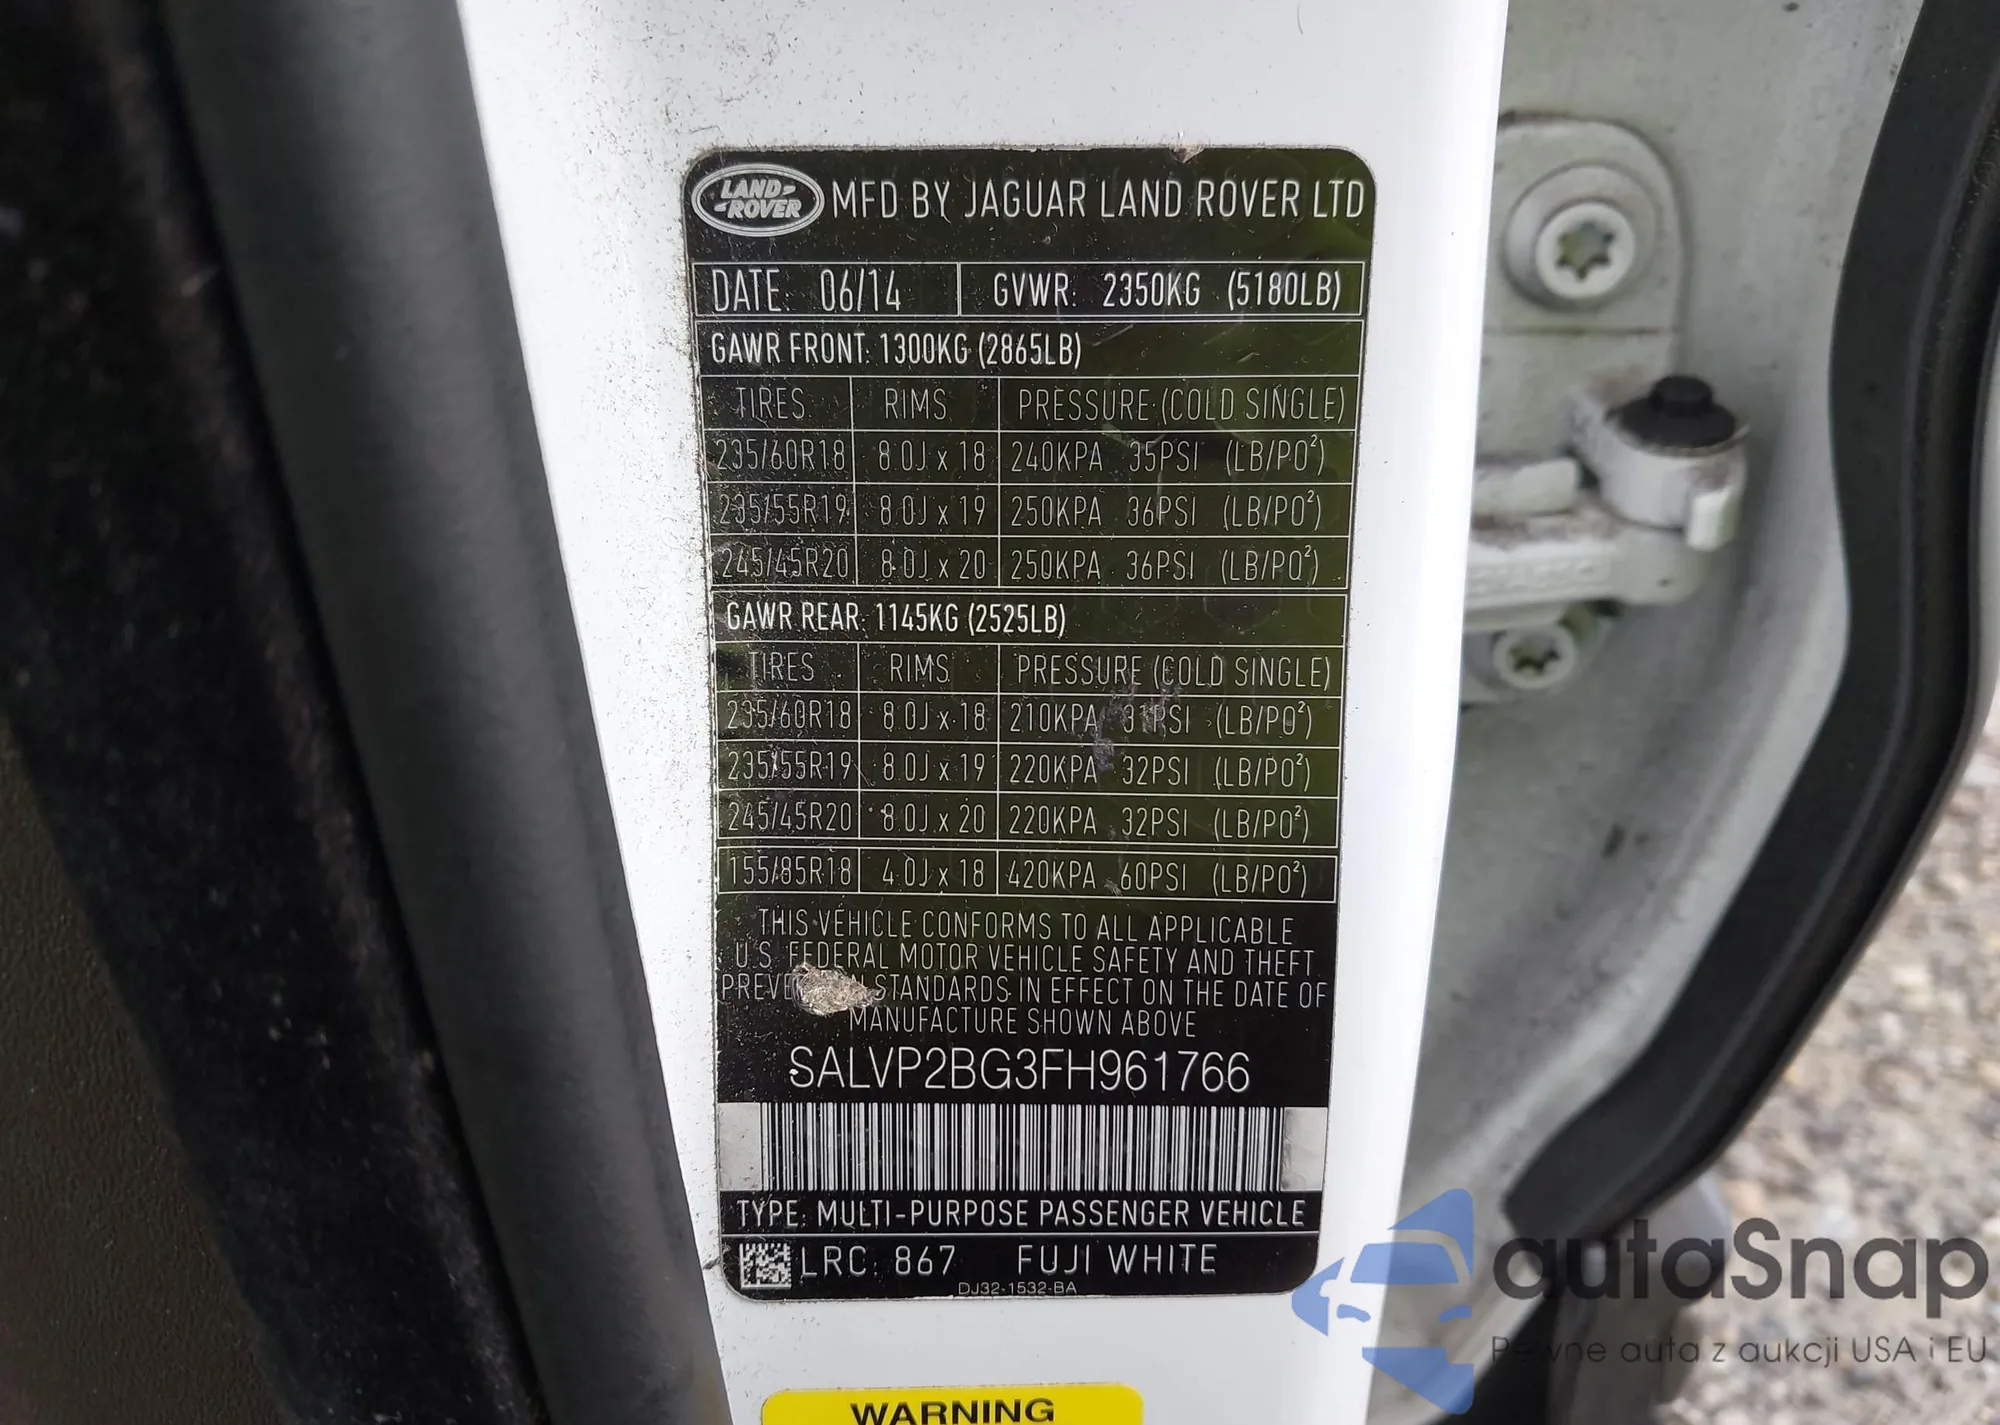 LAND-
-ROVER
MFD BY JAGUAR LAND ROVER LTD
DATE: 06/14 GVWR: 2350KG (5180LB)
GAWR FRONT: 1300KG (2865LB)
TIRES RIMS PRESSURE (COLD SINGLE)
235/60R18 8.0J x 18 240KPA 35PSI (LB/PO²)
235/55R19 8.0J x 19 250KPA 36PSI (LB/PO²)
245/45R20 8.0J x 20 250KPA 36PSI (LB/PO²)
GAWR REAR: 1145KG (2525LB)
TIRES RIMS PRESSURE (COLD SINGLE)
235/60R18 8.0J x 18 210KPA 31PSI (LB/PO²)
235/55R19 8.0J x 19 220KPA 32PSI (LB/PO²)
245/45R20 8.0J x 20 220KPA 32PSI (LB/PO²)
155/85R18 4.0J x 18 420KPA 60PSI (LB/PO²)
THIS VEHICLE CONFORMS TO ALL APPLICABLE
U.S. FEDERAL MOTOR VEHICLE SAFETY AND THEFT
STANDARDS IN EFFECT ON THE DATE OF
MANUFACTURE SHOWN ABOVE
SALVP2BG3FH961766
TYPE: MULTI-PURPOSE PASSENGER VEHICLE
LRC: 867 FUJI WHITE
DJ32-1532-BA
WARNING
autaSnap
Pewne auta z aukcji USA i EU